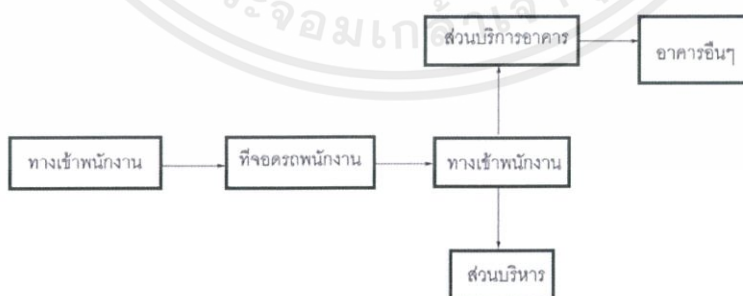 ส่วนบริการอาคาร
อาคารอื่นๆ
ทางเข้าพนักงาน
ที่จอดรถพนักงาน
ทางเข้าพนักงาน
ส่วนบริหาร